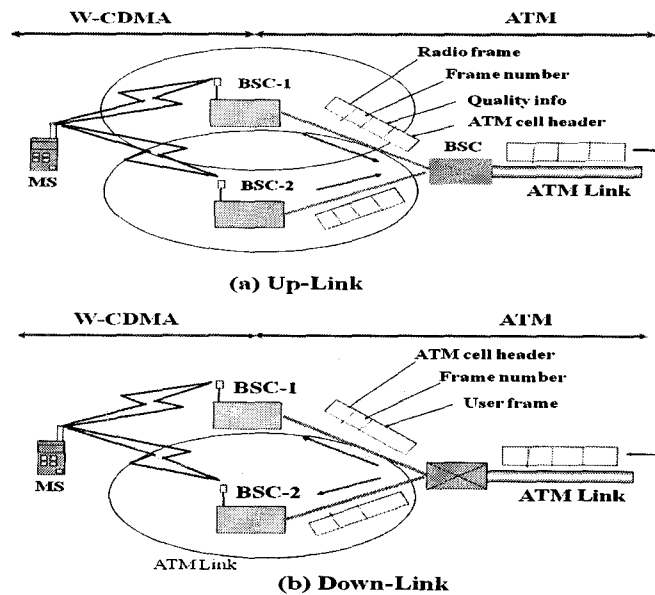 W-CDMA ATM
Radio frame
Frame number
BSC-1
Quality info
ATM cell header
BSC
MS
BSC-2
ATM Link
(a) Up-Link
W-CDMA ATM
ATM cell header
Frame number
BSC-1
User frame
MS
BSC-2
ATM Link
ATM Link
(b) Down-Link